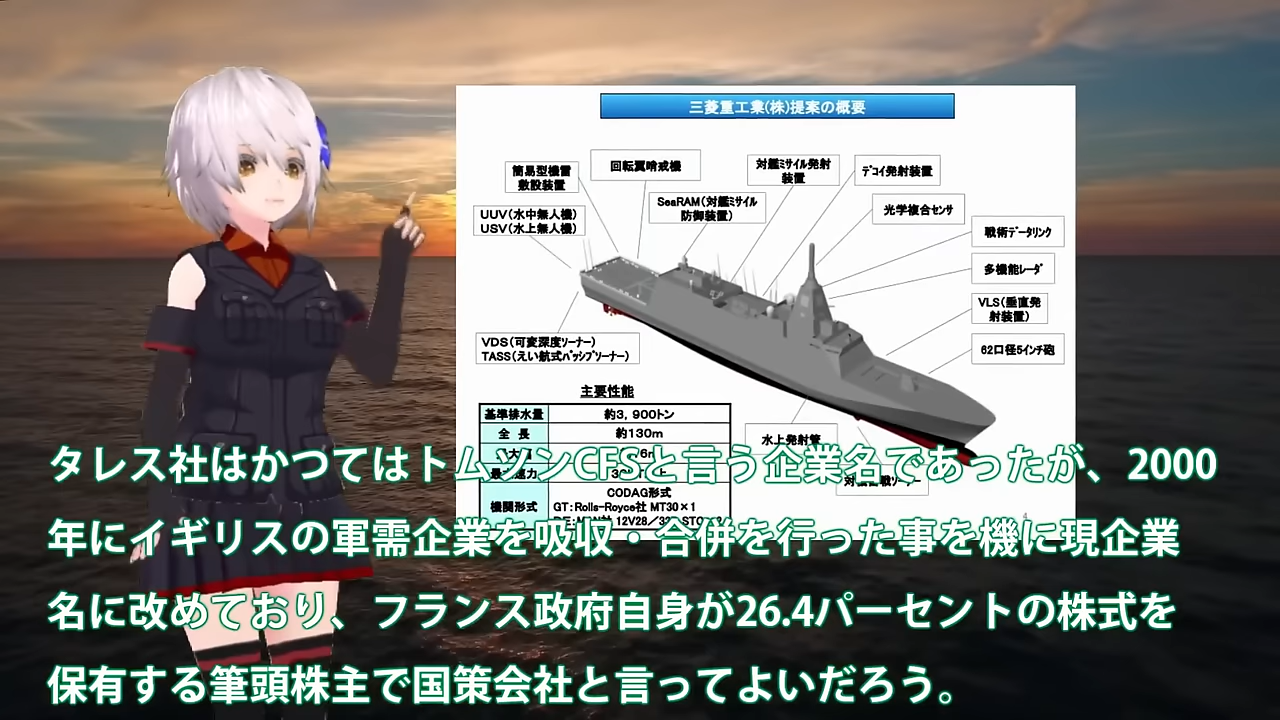 三菱重工業(株)提案の概要
簡易型機雷
敷設装置
回転翼哨戒機
対艦ミサイル発射
装置
デコイ発射装置
UUV(水中無人機)
USV(水上無人機)
SeaRAM(対艦ミサイル
防御装置)
光学複合センサ
戦術データリンク
多機能レーダ
VLS(垂直発
射装置)
62口径5インチ砲
VDS(可変深度ソーナー)
TASS(えい航式パッシブソーナー)
主要性能
基準排水量 約3,900トン
全 長 約130m
水上発射管
機関形式
CODAG形式
GT:Rolls-Royce社 MT30×1
タレス社はかつてはトムソンCFSと言う企業名であったが、2000
年にイギリスの軍需企業を吸収・合併を行った事を機に現企業
名に改めており、フランス政府自身が26.4パーセントの株式を
保有する筆頭株主で国策会社と言ってよいだろう。